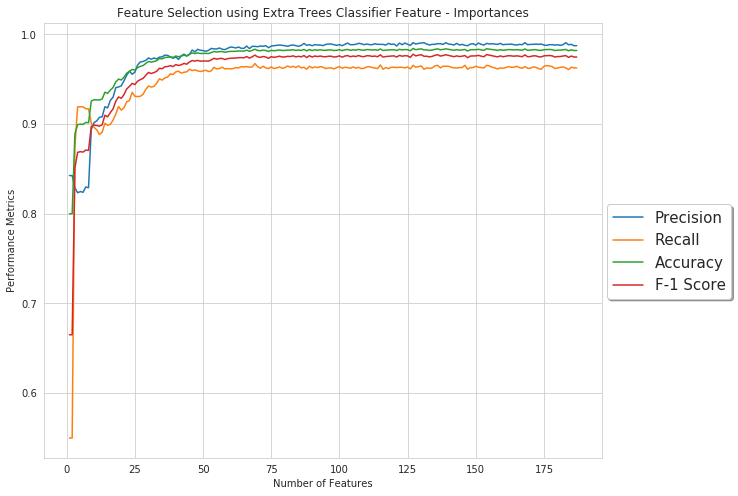 Feature Selection using Extra Trees Classifier Feature - Importances
1.0
0.9
0.8
0.7
0.6
Performance Metrics
0
25
50
75
100
125
150
175
Number of Features
Precision
Recall
Accuracy
F-1 Score